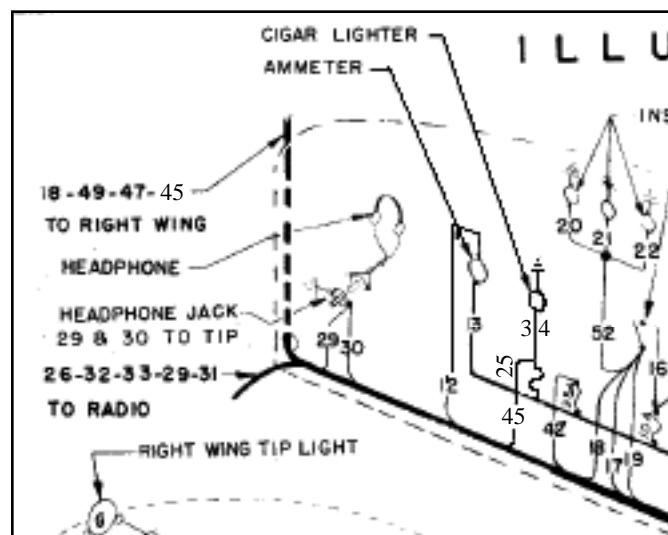 CIGAR LIGHTER
AMMETER
ILLU
INS
18-49-47-45
TO RIGHT WING
HEADPHONE
HEADPHONE JACK
29 & 30 TO TIP
26-32-33-29-31
TO RADIO
RIGHT WING TIP LIGHT
20
21
22
13
34
52
29
30
25
16
12
45
42
18
17
19
6